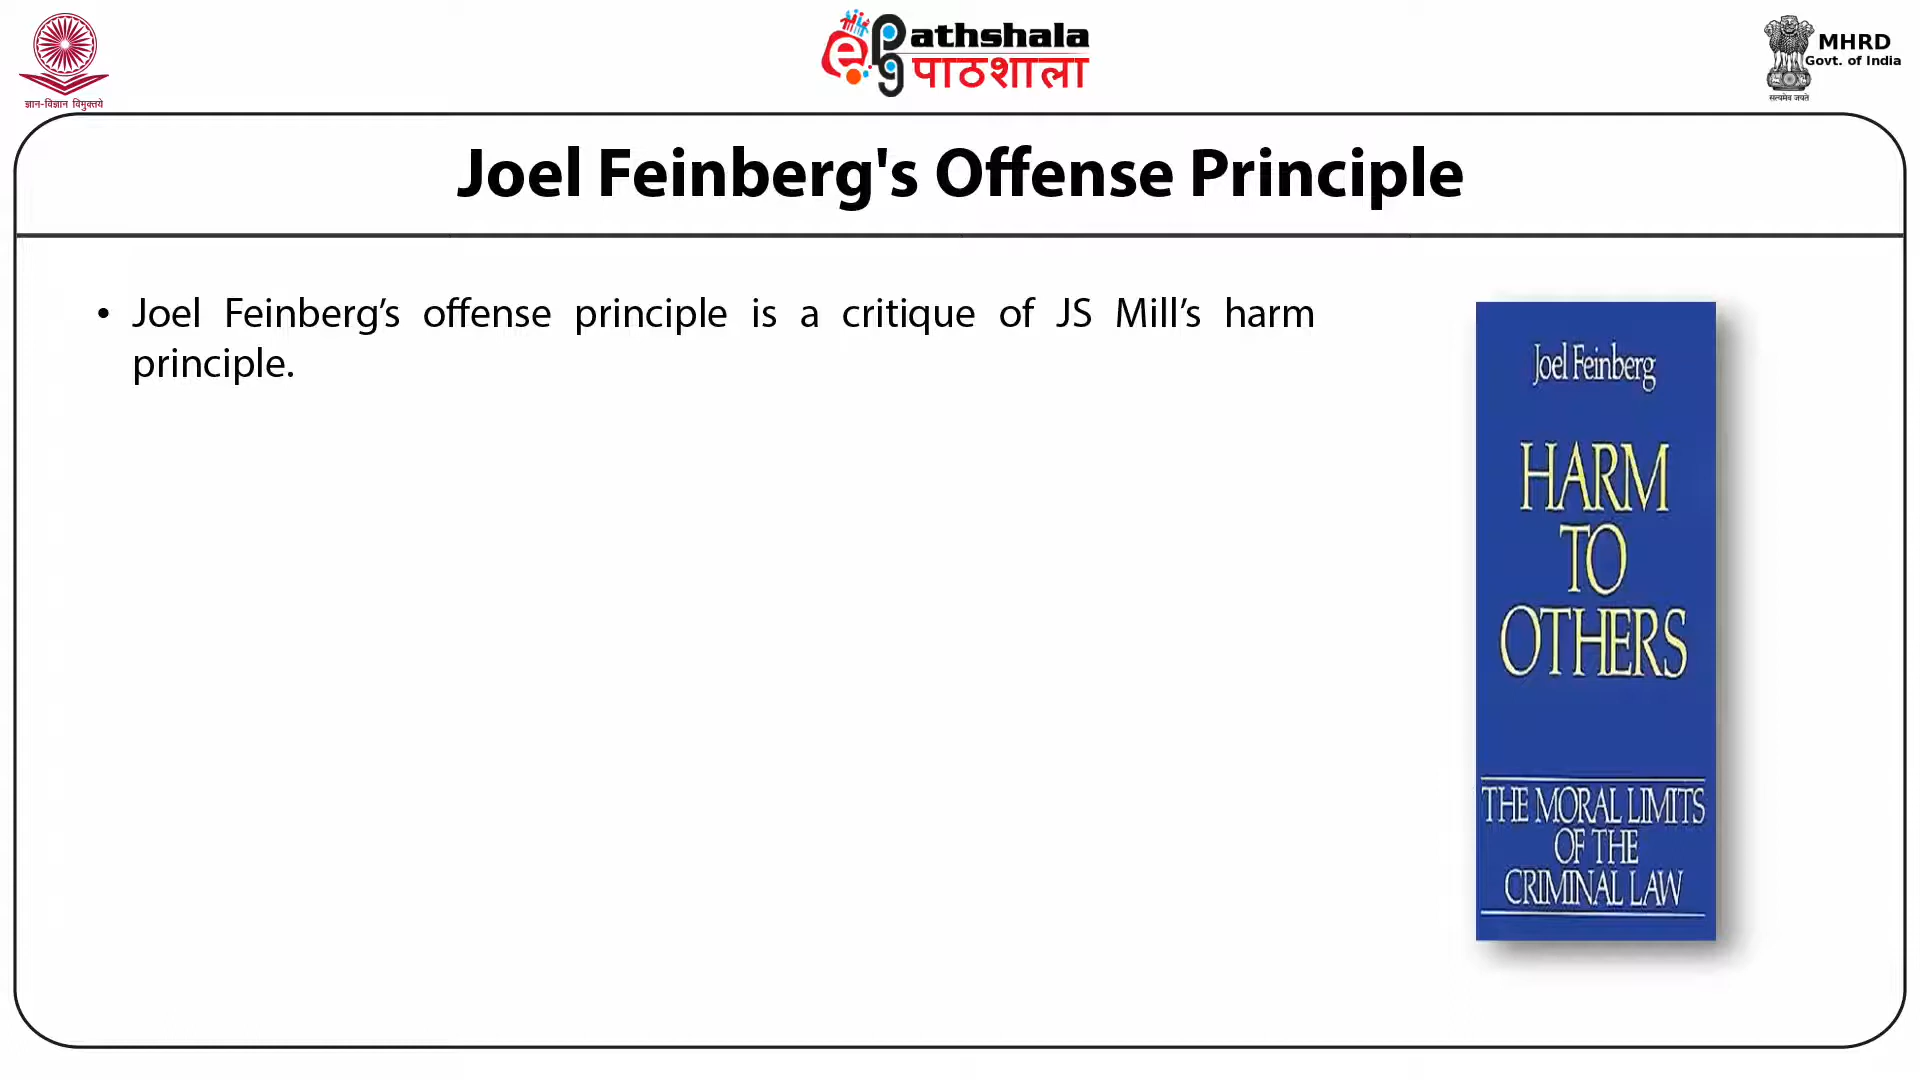 ज्ञान-विज्ञान विमुक्तये
ePathshala
पाठशाला
MHRD
Govt. of India
सत्यमेव जयते
Joel Feinberg's Offense Principle
• Joel Feinberg’s offense principle is a critique of JS Mill’s harm
principle.
Joel Feinberg
HARM
TO
OTHERS
THE MORAL LIMITS
OF THE
CRIMINAL LAW